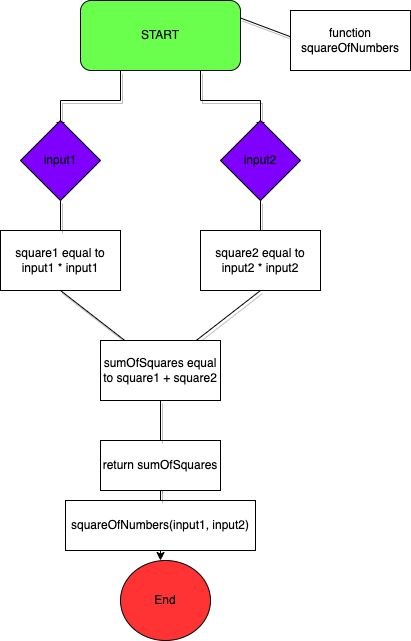 START
function
squareOfNumbers
input1
input2
square1 equal to
input1 * input1
square2 equal to
input2 * input2
sumOfSquares equal
to square1 + square2
return sumOfSquares
squareOfNumbers(input1, input2)
End